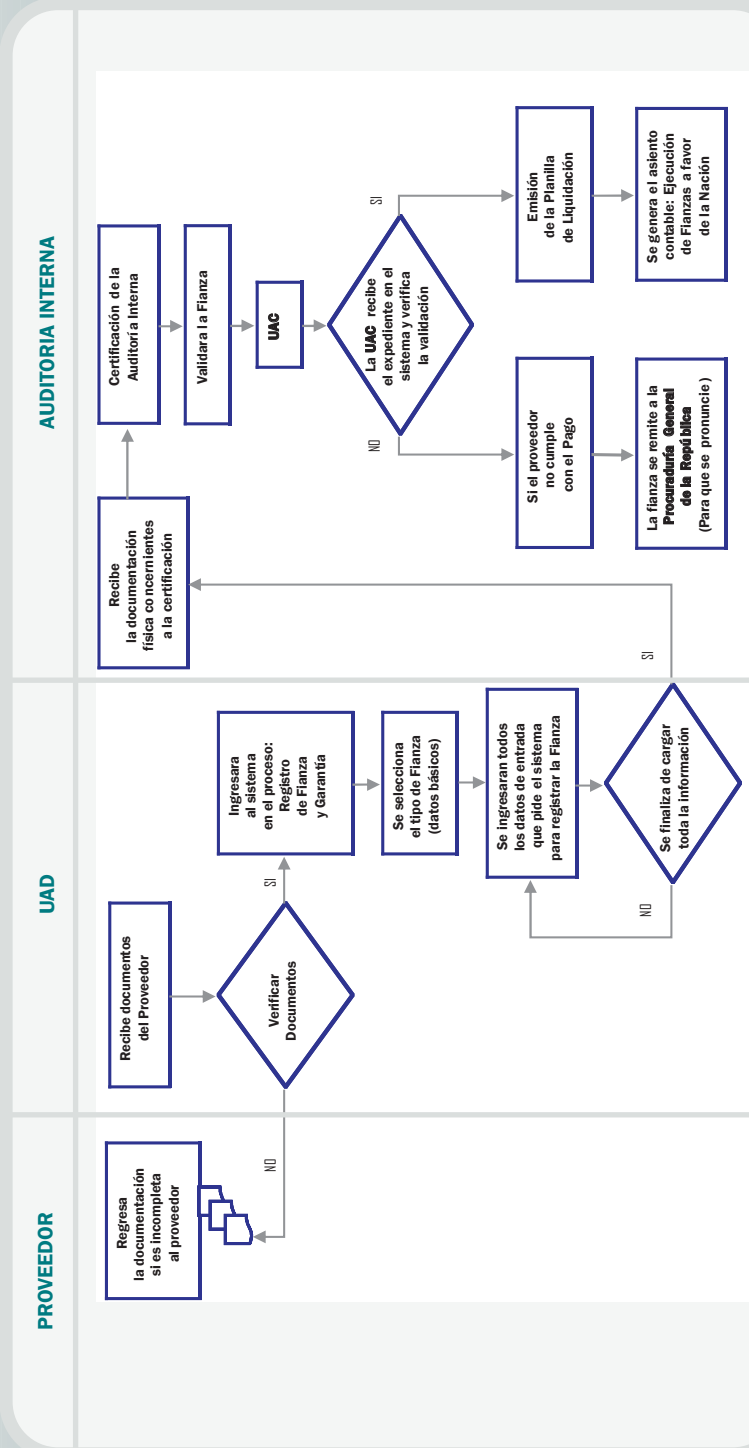 PROVEEDOR
UAD
AUDITORIA INTERNA
Regresa
la documentación
si es incompleta
al proveedor
NO
Recibe documentos
del Proveedor
Verificar
Documentos
SI
Ingresara
al sistema
en el proceso:
Registro
de Fianza
y Garantía
Se selecciona
el tipo de Fianza
(datos básicos)
Se ingresaran todos
los datos de entrada
que pide el sistema
para registrar la Fianza
Se finaliza de cargar
toda la información
NO
SI
Recibe
la documentación
física concernientes
a la certificación
Certificación de la
Auditoría Interna
Validara la Fianza
UAC
La UAC recibe
el expediente en el
sistema y verifica
la validación
NO
SI
Si el proveedor
no cumple
con el Pago
La fianza se remite a la
Procuraduría General
de la República
(Para que se pronuncie)
Emisión
de la Planilla
de Liquidación
Se genera el asiento
contable: Ejecución
de Fianzas a favor
de la Nación